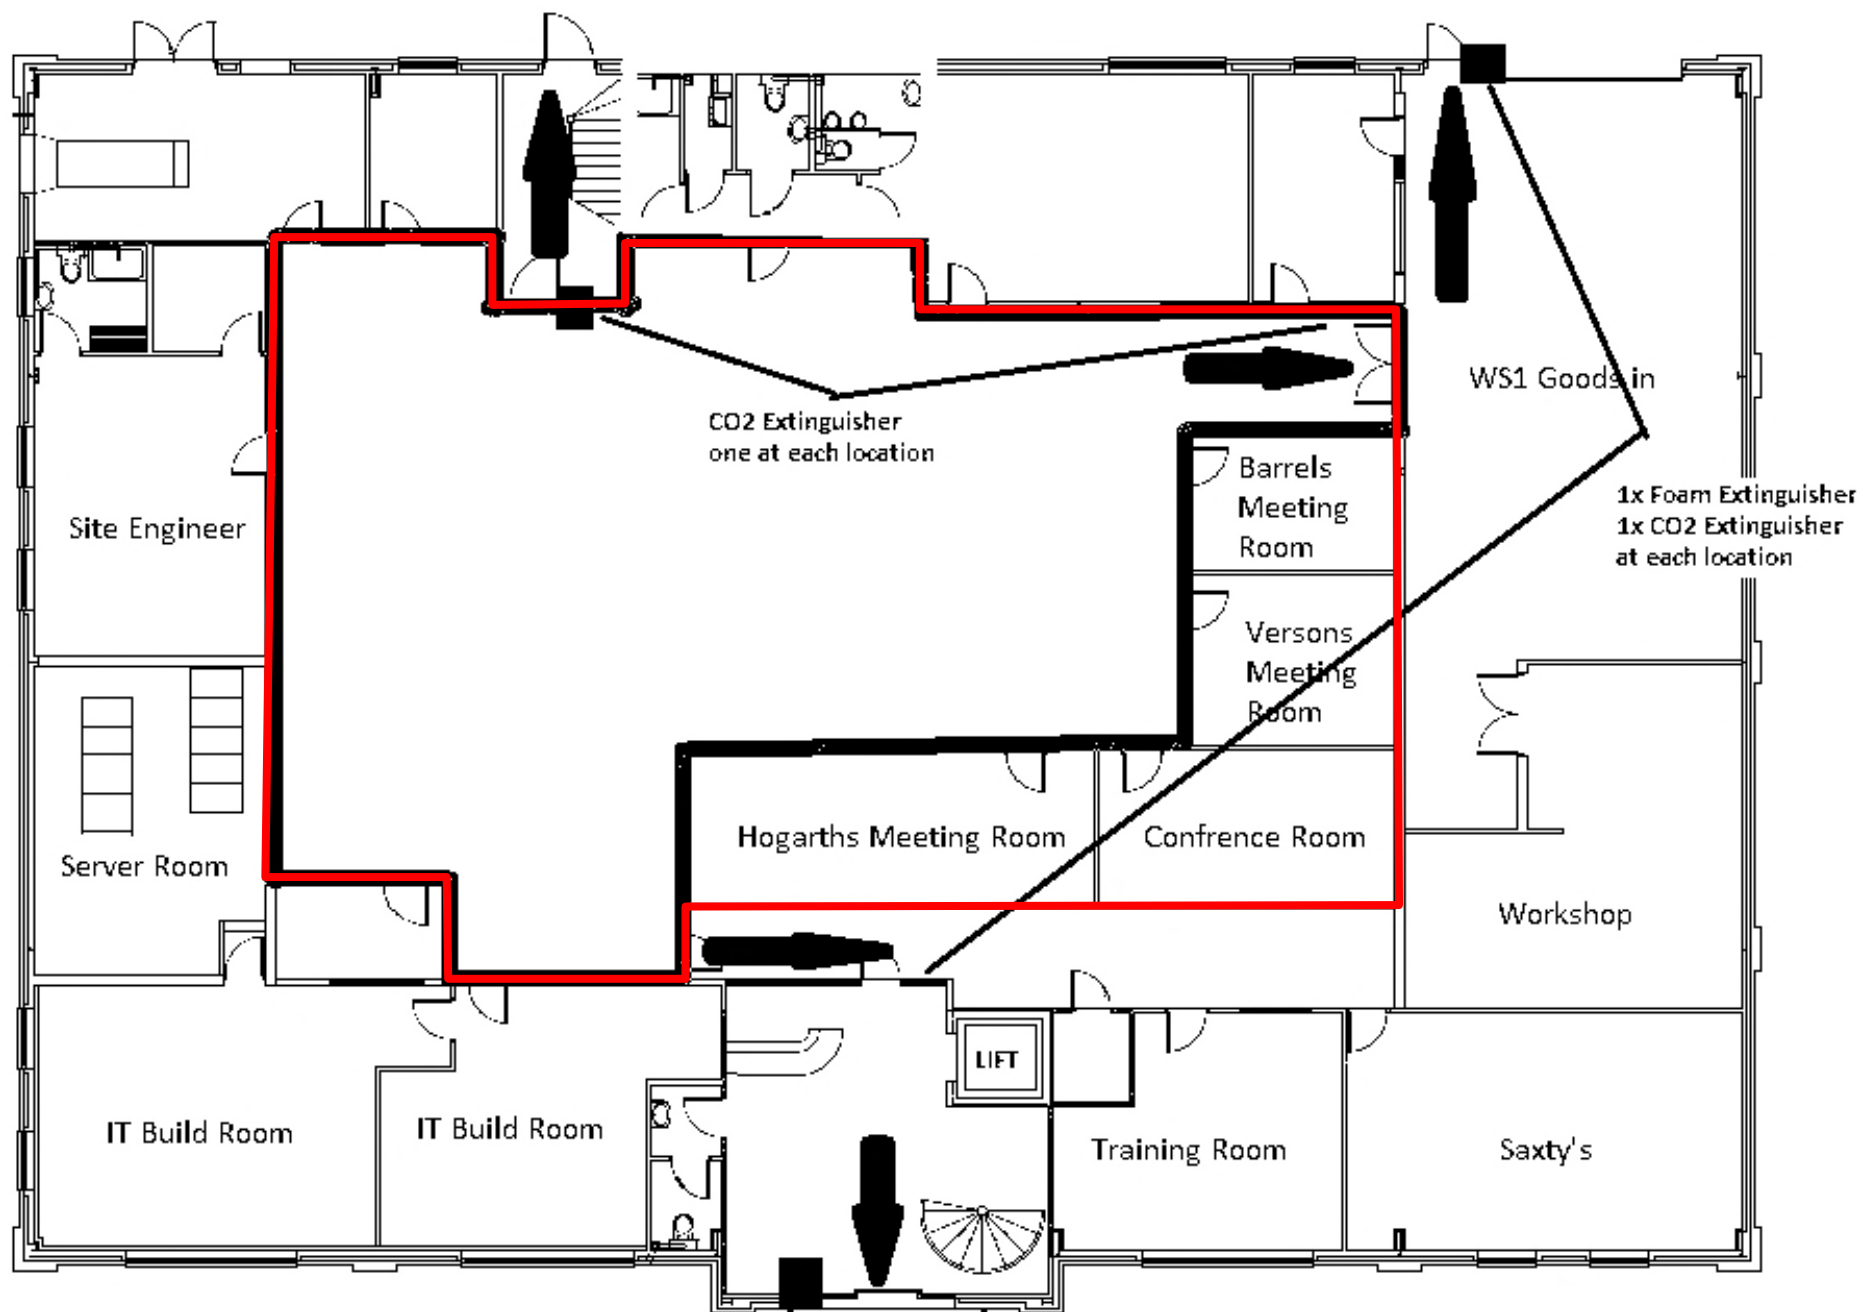 WS1 Goods in
CO2 Extinguisher
one at each location
Barrels
Meeting
Room
1x Foam Extinguisher
1x CO2 Extinguisher
at each location
Site Engineer
Versons
Meeting
Room
Hogarths Meeting Room
Confrence Room
Server Room
Workshop
LIFT
IT Build Room
IT Build Room
Training Room
Saxty's